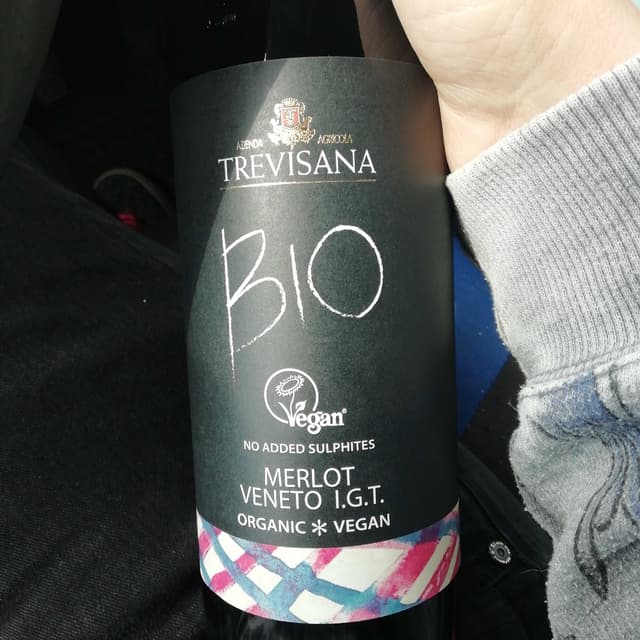 AZIENDA AGRICOLA
TREVISANA
BIO
Vegan
NO ADDED SULPHITES
MERLOT
VENETO I.G.T.
ORGANIC * VEGAN